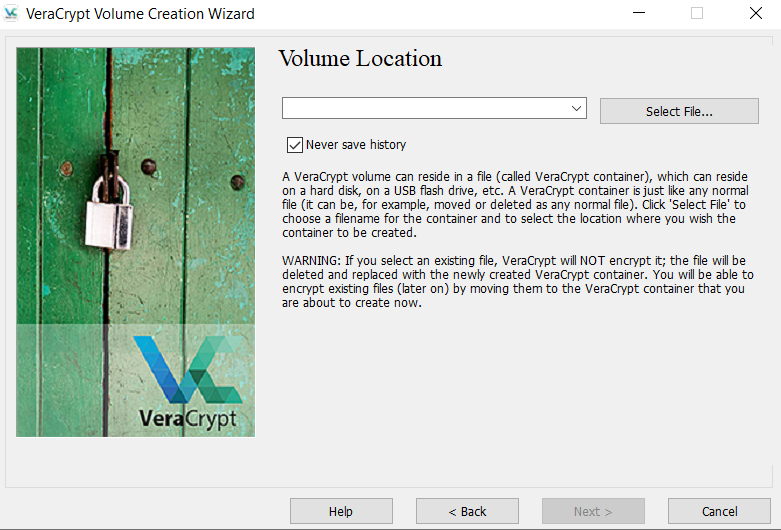 VeraCrypt Volume Creation Wizard
Volume Location
Select File...
Never save history
A VeraCrypt volume can reside in a file (called VeraCrypt container), which can reside
on a hard disk, on a USB flash drive, etc. A VeraCrypt container is just like any normal
file (it can be, for example, moved or deleted as any normal file). Click 'Select File' to
choose a filename for the container and to select the location where you wish the
container to be created.
WARNING: If you select an existing file, VeraCrypt will NOT encrypt it; the file will be
deleted and replaced with the newly created VeraCrypt container. You will be able to
encrypt existing files (later on) by moving them to the VeraCrypt container that you
are about to create now.
VeraCrypt
Help
< Back
Next >
Cancel